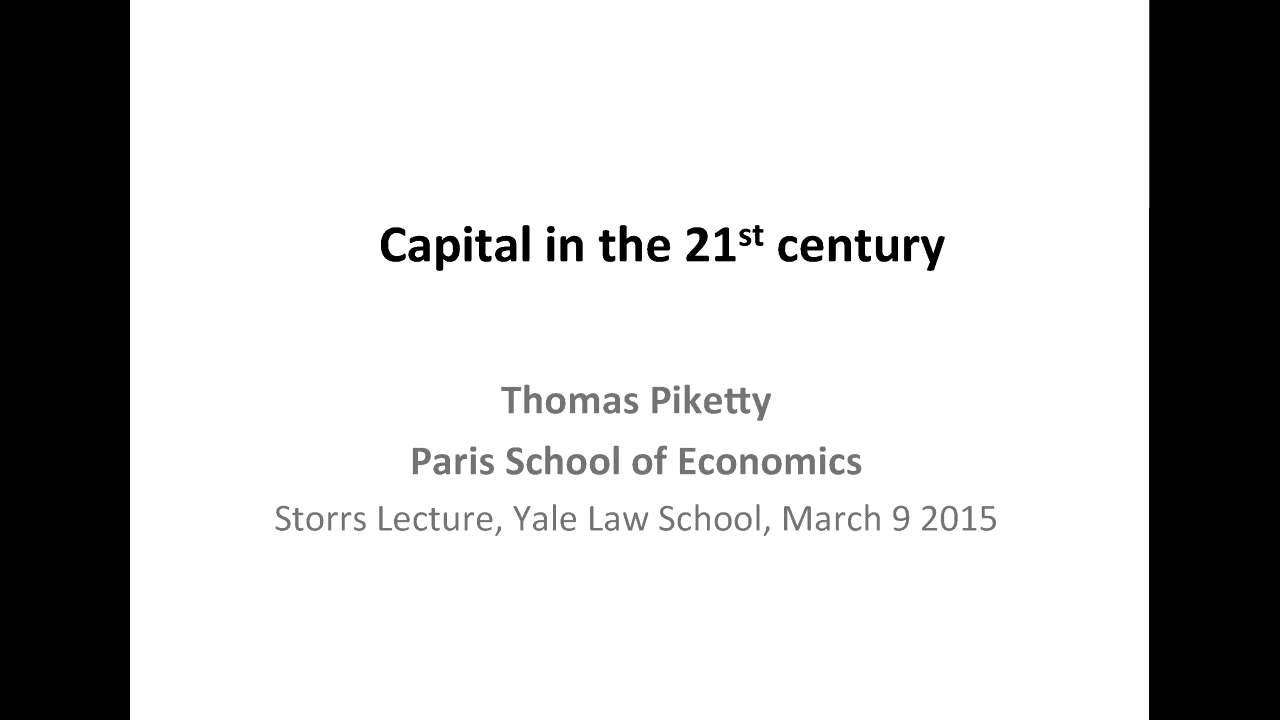 Capital in the 21st century
Thomas Piketty
Paris School of Economics
Storrs Lecture, Yale Law School, March 9 2015